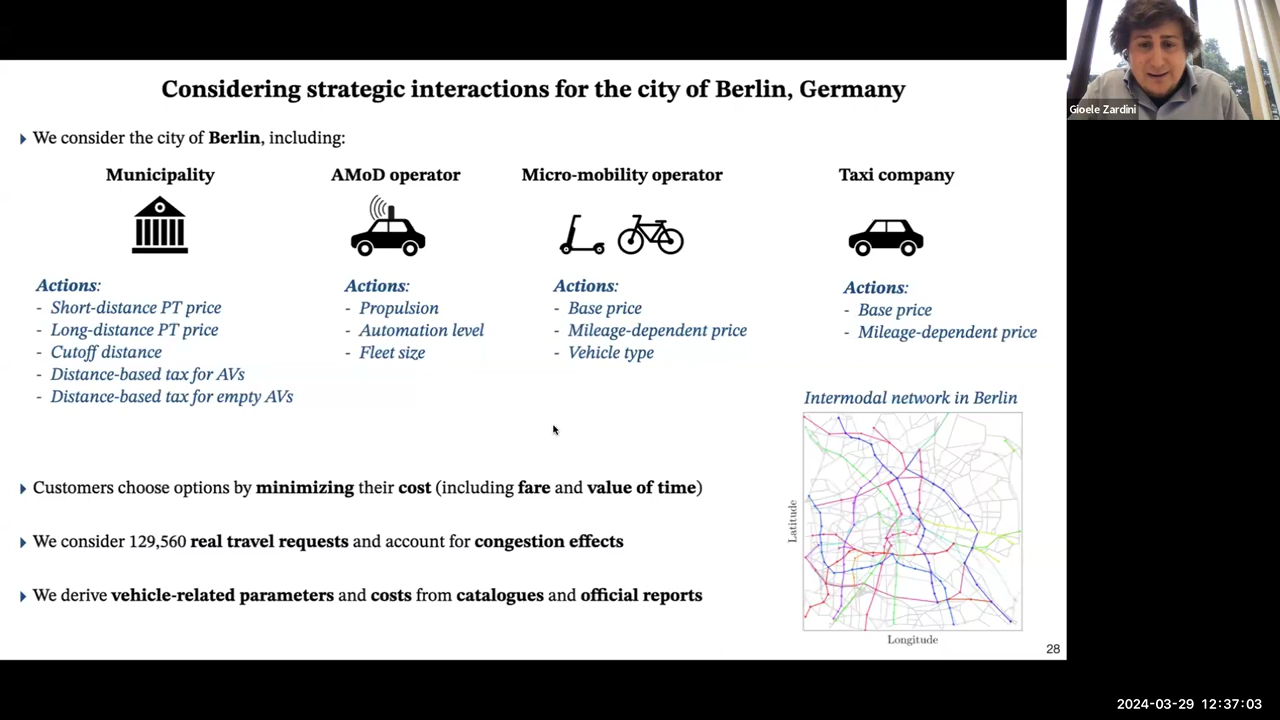 Gioele Zardini
Considering strategic interactions for the city of Berlin, Germany
We consider the city of Berlin, including:
Municipality
Actions:
- Short-distance PT price
- Long-distance PT price
- Cutoff distance
- Distance-based tax for AVs
- Distance-based tax for empty AVs
AMoD operator
Actions:
- Propulsion
- Automation level
- Fleet size
Micro-mobility operator
Actions:
- Base price
- Mileage-dependent price
- Vehicle type
Taxi company
Actions:
- Base price
- Mileage-dependent price
Intermodal network in Berlin
Latitude
Longitude
Customers choose options by minimizing their cost (including fare and value of time)
We consider 129,560 real travel requests and account for congestion effects
We derive vehicle-related parameters and costs from catalogues and official reports
28
2024-03-29 12:37:03